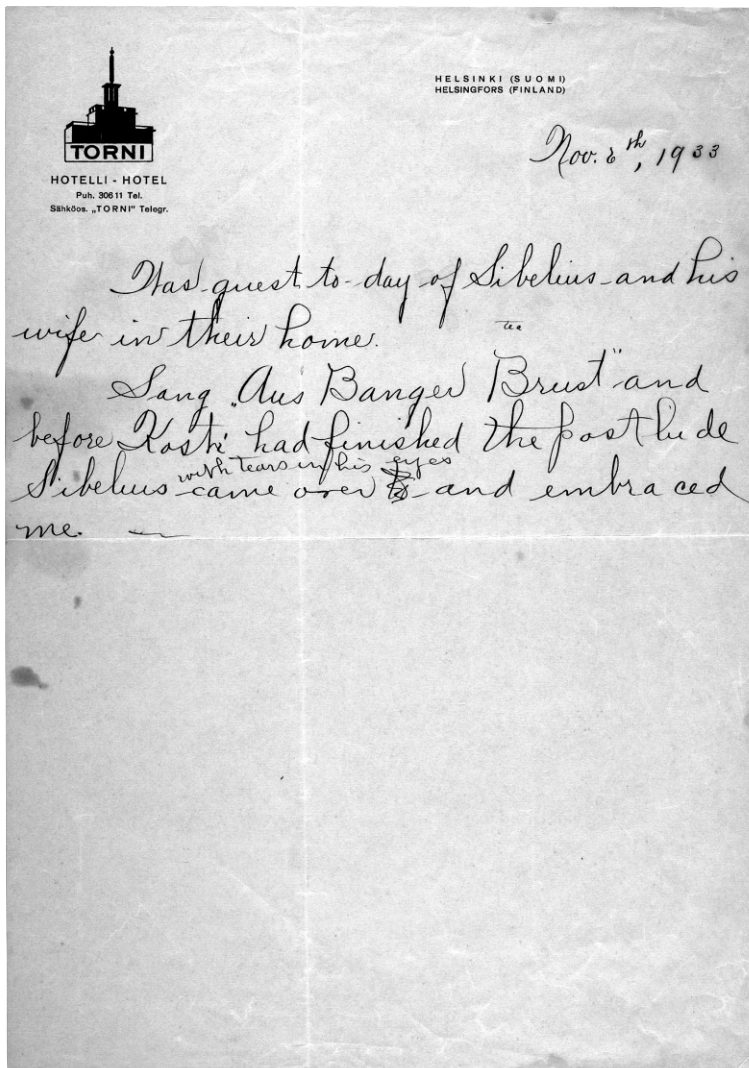 TORNI
HOTELLI - HOTEL
Puh. 306 11 Tel.
Sähköos. „TORNI" Telegr.
HELSINKI (SUOMI)
HELSINGFORS (FINLAND)
Nov. 8th, 1933
Was guest to-day of Sibelius and his
wife in their home.
Sang „Aus Banger Brust" and
before Kosti had finished the postlude
with tears in his eyes
Sibelius came over and embraced
me. —